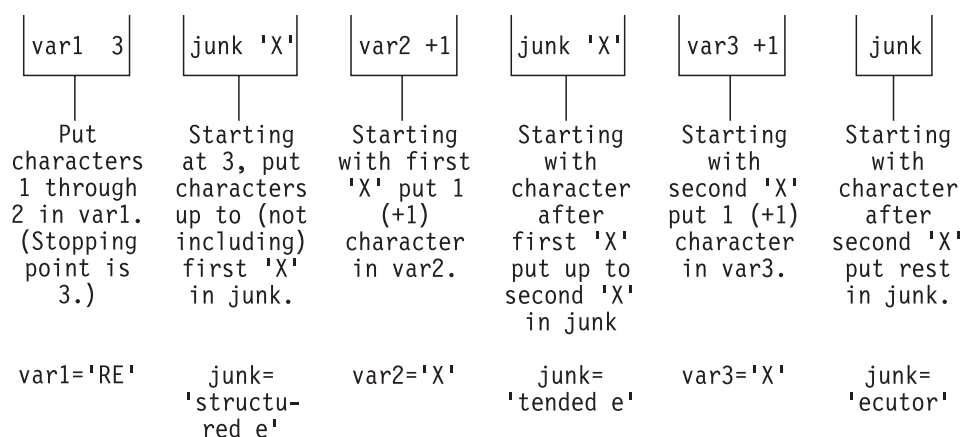 var1 3
junk 'X'
var2 +1
junk 'X'
var3 +1
junk
Put
characters
1 through
2 in var1.
(Stopping
point is
3.)
Starting
at 3, put
characters
up to (not
including)
first 'X'
in junk.
Starting
with first
'X' put 1
(+1)
character
in var2.
Starting
with
character
after
first 'X'
put up to
second 'X'
in junk
Starting
with
second 'X'
put 1 (+1)
character
in var3.
Starting
with
character
after
second 'X'
put rest
in junk.
var1='RE'
junk=
'structu-
red e'
var2='X'
junk=
'tended e'
var3='X'
junk=
'ecutor'